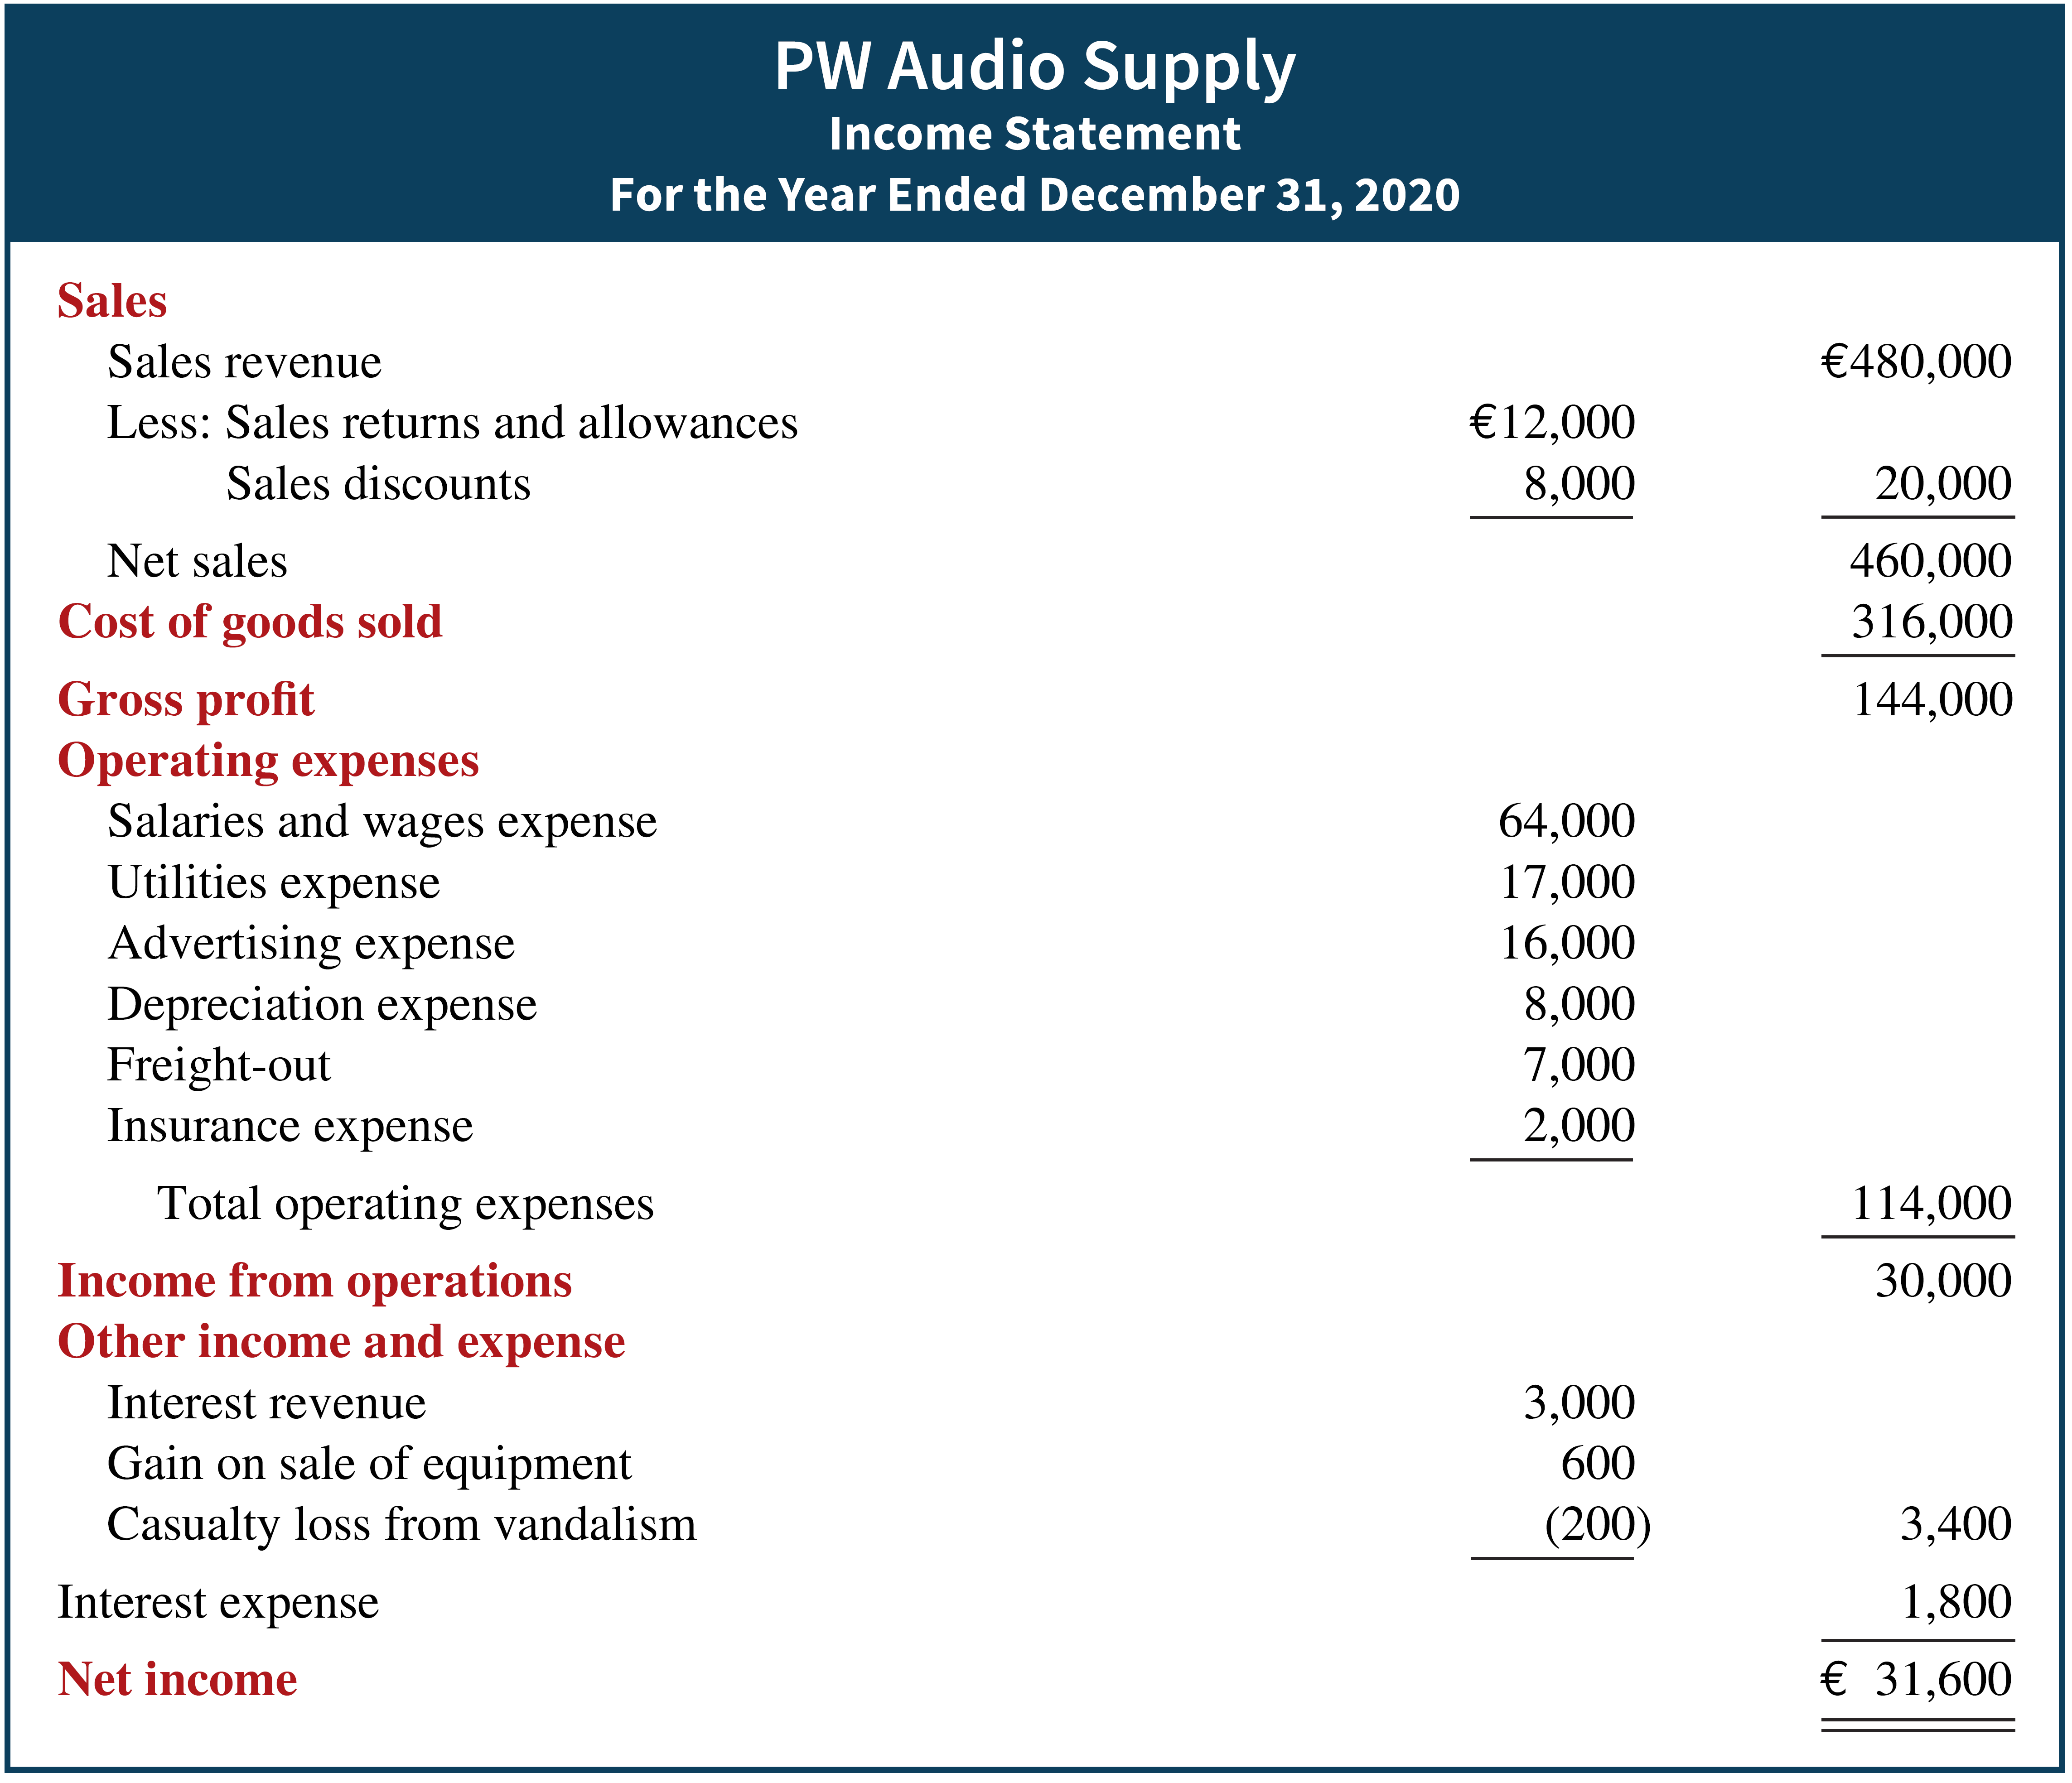 PW Audio Supply
Income Statement
For the Year Ended December 31, 2020
Sales
Sales revenue €480,000
Less: Sales returns and allowances €12,000
Sales discounts 8,000 20,000
Net sales 460,000
Cost of goods sold 316,000
Gross profit 144,000
Operating expenses
Salaries and wages expense 64,000
Utilities expense 17,000
Advertising expense 16,000
Depreciation expense 8,000
Freight-out 7,000
Insurance expense 2,000
Total operating expenses 114,000
Income from operations 30,000
Other income and expense
Interest revenue 3,000
Gain on sale of equipment 600
Casualty loss from vandalism (200) 3,400
Interest expense 1,800
Net income € 31,600